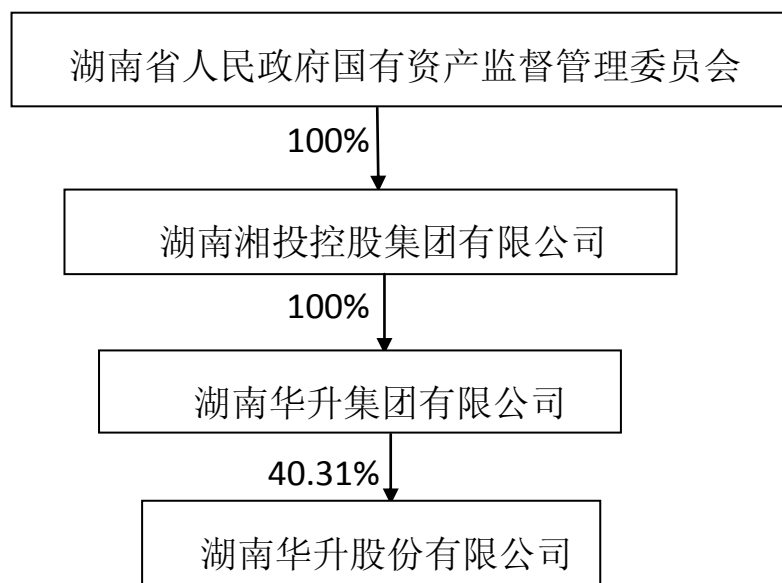 湖南省人民政府国有资产监督管理委员会
100%
湖南湘投控股集团有限公司
100%
湖南华升集团有限公司
40.31%
湖南华升股份有限公司